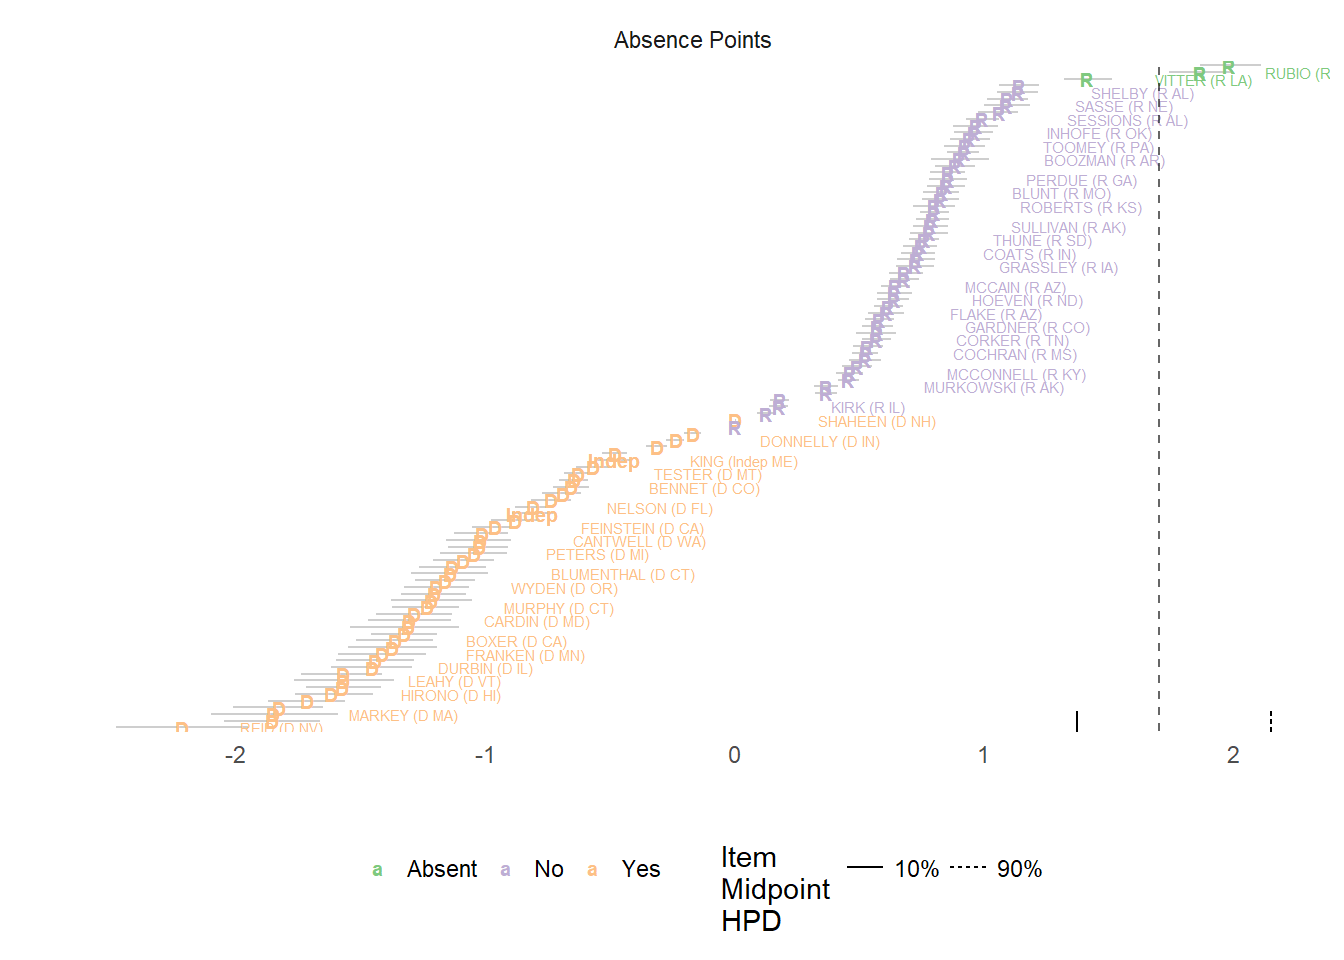 Absence Points
RUBIO (R
VITTER (R LA)
SHELBY (R AL)
SASSE (R NE)
SESSIONS (R AL)
INHOFE (R OK)
TOOMEY (R PA)
BOOZMAN (R AR)
PERDUE (R GA)
BLUNT (R MO)
ROBERTS (R KS)
SULLIVAN (R AK)
THUNE (R SD)
COATS (R IN)
GRASSLEY (R IA)
MCCAIN (R AZ)
HOEVEN (R ND)
FLAKE (R AZ)
GARDNER (R CO)
CORKER (R TN)
COCHRAN (R MS)
MCCONNELL (R KY)
MURKOWSKI (R AK)
KIRK (R IL)
SHAHEEN (D NH)
DONNELLY (D IN)
Indep KING (Indep ME)
TESTER (D MT)
BENNET (D CO)
NELSON (D FL)
Indep
FEINSTEIN (D CA)
CANTWELL (D WA)
PETERS (D MI)
BLUMENTHAL (D CT)
WYDEN (D OR)
MURPHY (D CT)
CARDIN (D MD)
BOXER (D CA)
FRANKEN (D MN)
DURBIN (D IL)
LEAHY (D VT)
HIRONO (D HI)
MARKEY (D MA)
REID (D NV)
-2 -1 0 1 2
a Absent a No a Yes
Item
Midpoint
HPD
10% 90%